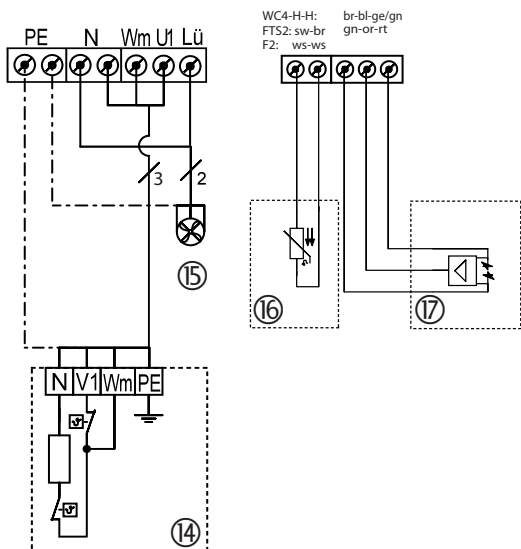 PE N Wm U1 Lü
3 2
⑮
N V1 Wm PE
ϑ
ϑ
⑭
WC4-H-H: br-bl-ge/gn
FTS2: sw-br gn-or-rt
F2: ws-ws
⑯ ⑰